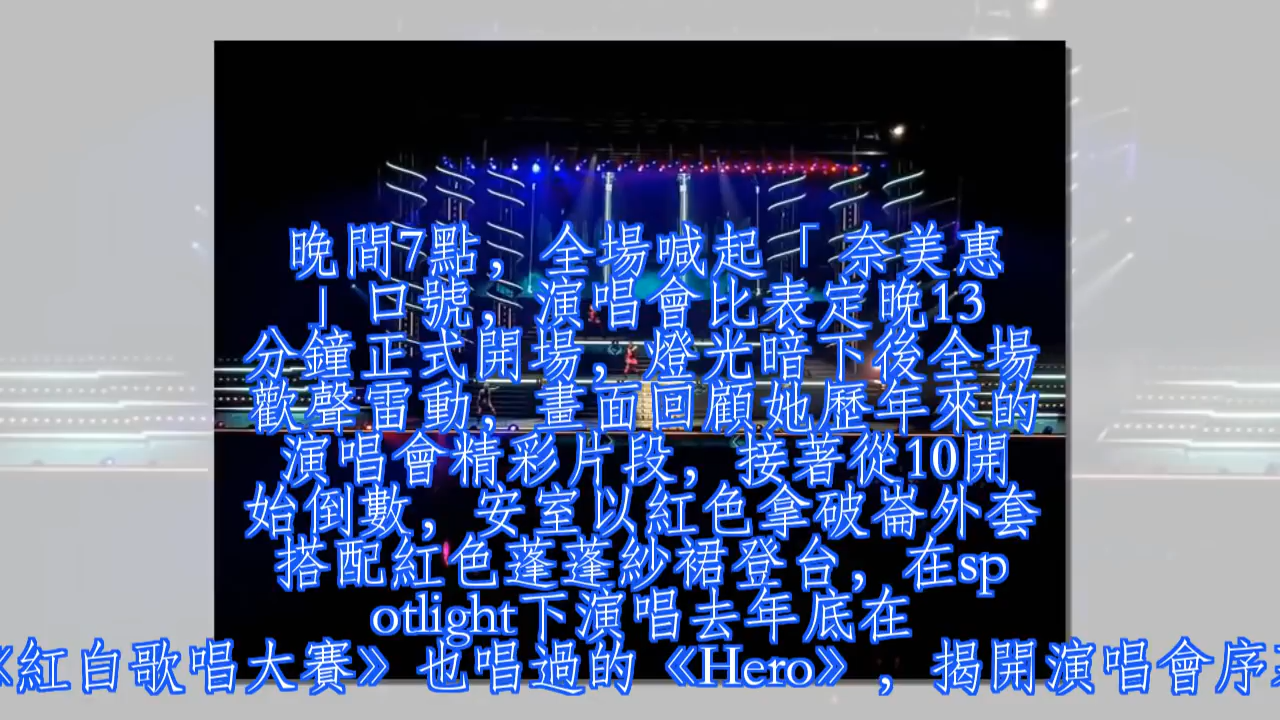 晚間7點，全場喊起「奈美惠
」口號，演唱會比表定晚13
分鐘正式開場，燈光暗下後全場
歡聲雷動，畫面回顧她歷年來的
演唱會精彩片段，接著從10開
始倒數，安室以紅色拿破崙外套
搭配紅色蓬蓬紗裙登台，在sp
otlight下演唱去年底在
《紅白歌唱大賽》也唱過的《Hero》，揭開演唱會序